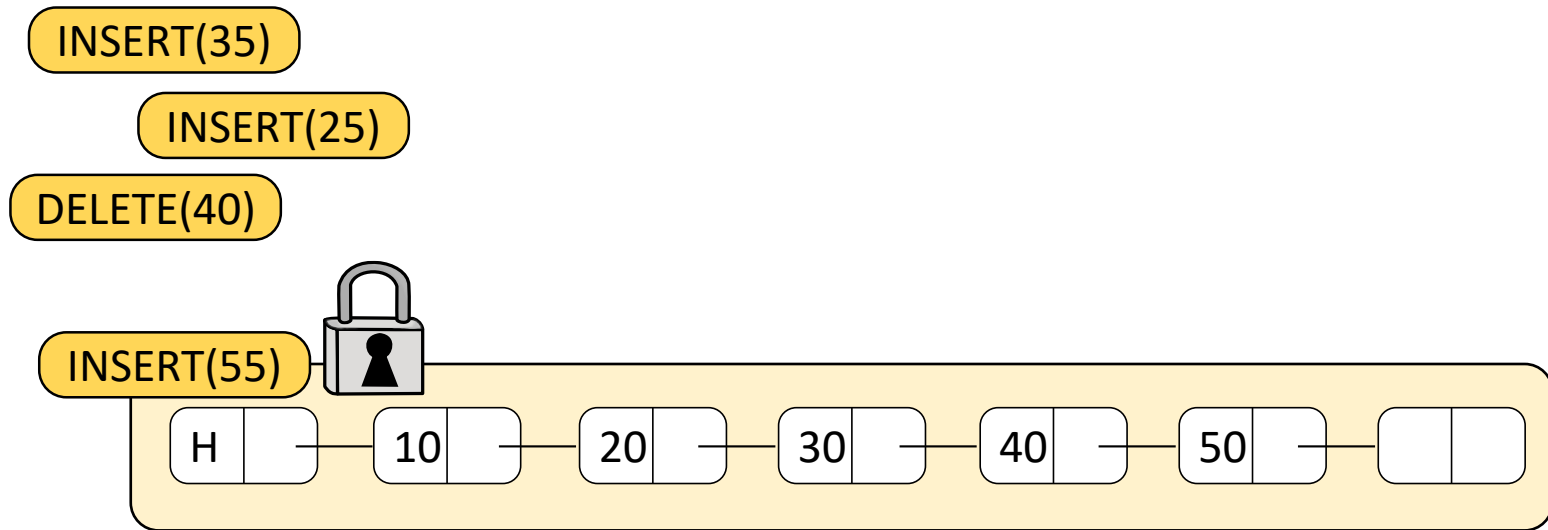 INSERT(35)
INSERT(25)
DELETE(40)
INSERT(55)
H 10 20 30 40 50